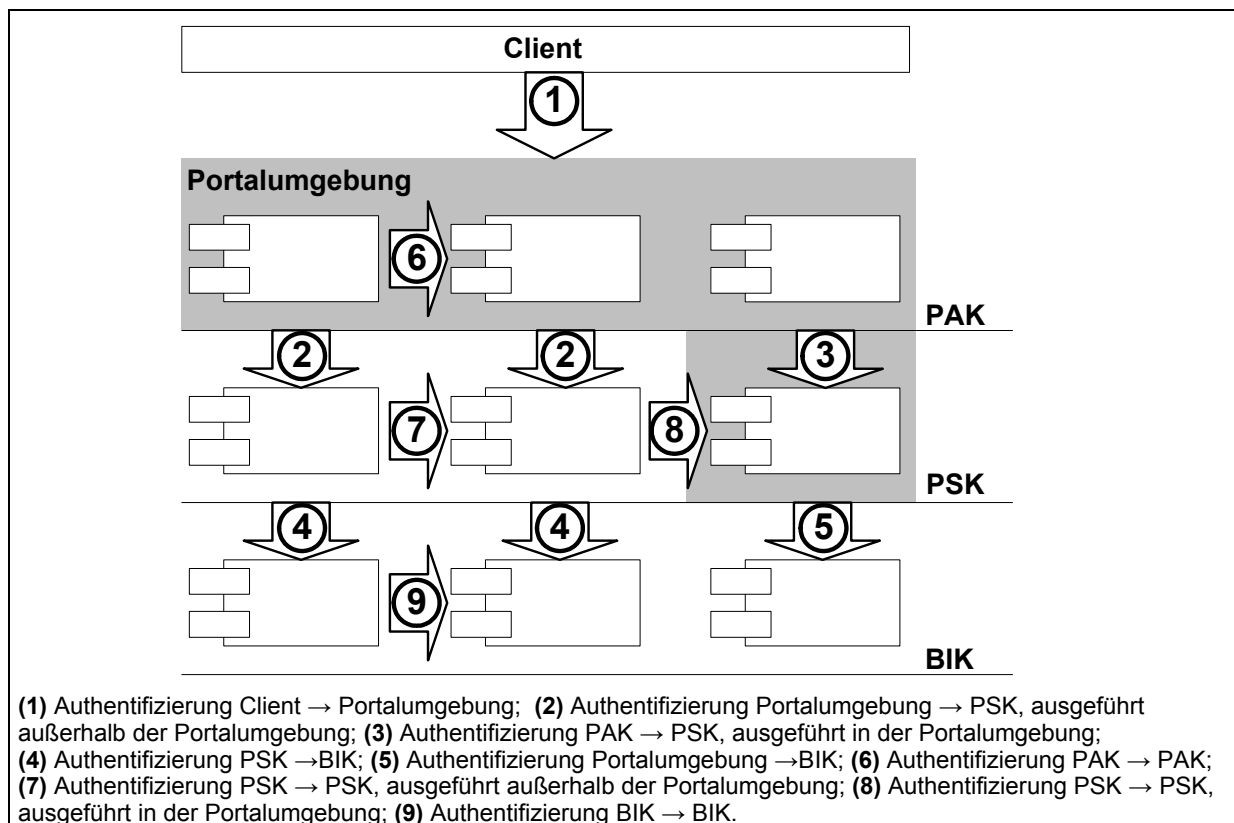 Client
1
Portalumgebung
6
PAK
2 2 3
7 8
PSK
4 4 5
9
BIK
(1) Authentifizierung Client → Portalumgebung; (2) Authentifizierung Portalumgebung → PSK, ausgeführt
außerhalb der Portalumgebung; (3) Authentifizierung PAK → PSK, ausgeführt in der Portalumgebung;
(4) Authentifizierung PSK →BIK; (5) Authentifizierung Portalumgebung →BIK; (6) Authentifizierung PAK → PAK;
(7) Authentifizierung PSK → PSK, ausgeführt außerhalb der Portalumgebung; (8) Authentifizierung PSK → PSK,
ausgeführt in der Portalumgebung; (9) Authentifizierung BIK → BIK.